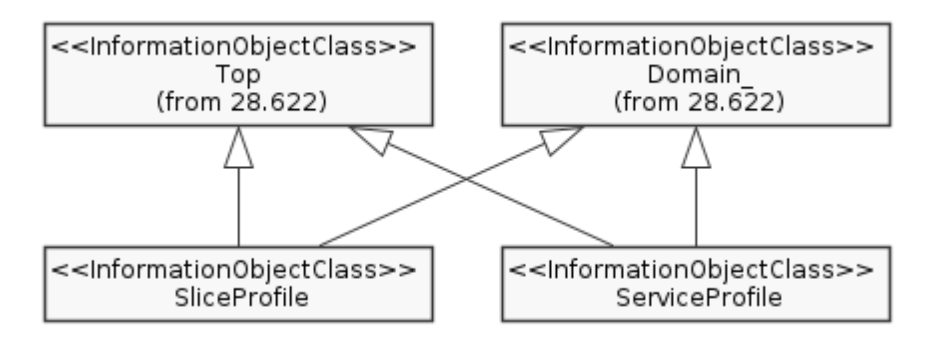 <<InformationObjectClass>>
Top
(from 28.622)
<<InformationObjectClass>>
Domain_
(from 28.622)
<<InformationObjectClass>>
SliceProfile
<<InformationObjectClass>>
ServiceProfile